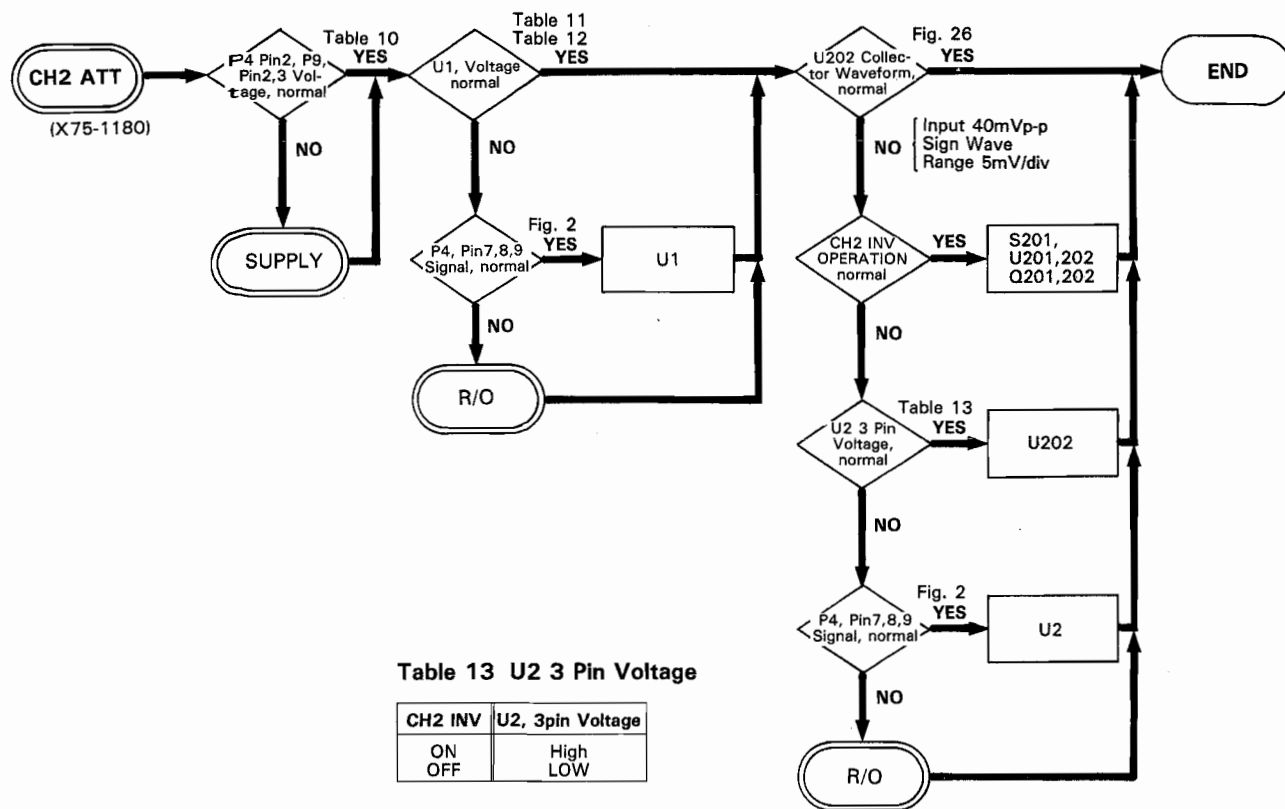 CH2 ATT
(X75-1180)
P4 Pin2, P9,
Pin2,3 Vol-
tage, normal
Table 10
YES
NO
SUPPLY
U1, Voltage
normal
Table 11
Table 12
YES
NO
P4, Pin7,8,9
Signal, normal
Fig. 2
YES
U1
NO
R/O
U202 Collec-
tor Waveform,
normal
Fig. 26
YES
END
NO
Input 40mVp-p
Sign Wave
Range 5mV/div
CH2 INV
OPERATION
normal
YES
S201,
U201,202
Q201,202
NO
U2 3 Pin
Voltage,
normal
Table 13
YES
U202
NO
P4, Pin7,8,9
Signal, normal
Fig. 2
YES
U2
NO
R/O
Table 13 U2 3 Pin Voltage
CH2 INV U2, 3pin Voltage
ON High
OFF LOW